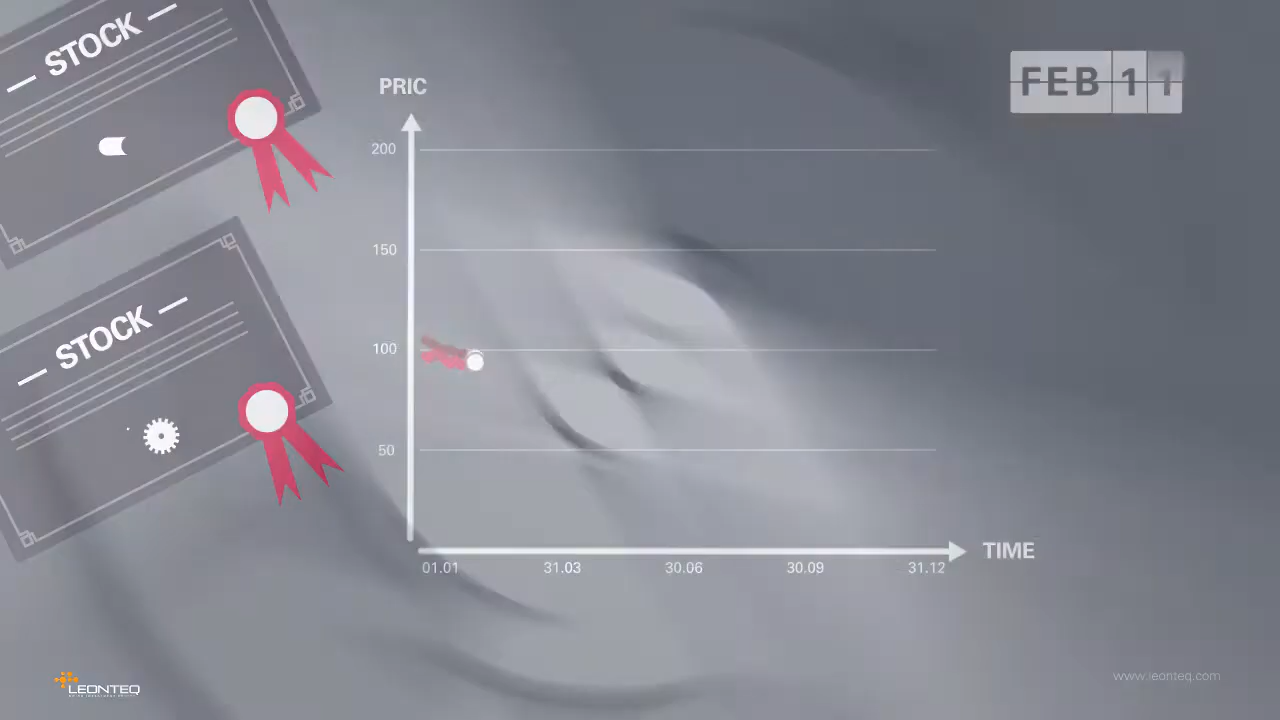 — STOCK —
PRIC
FEB 11
200
150
100
50
— STOCK —
TIME
01.01 31.03 30.06 30.09 31.12
LEONTEQ
www.leonteq.com